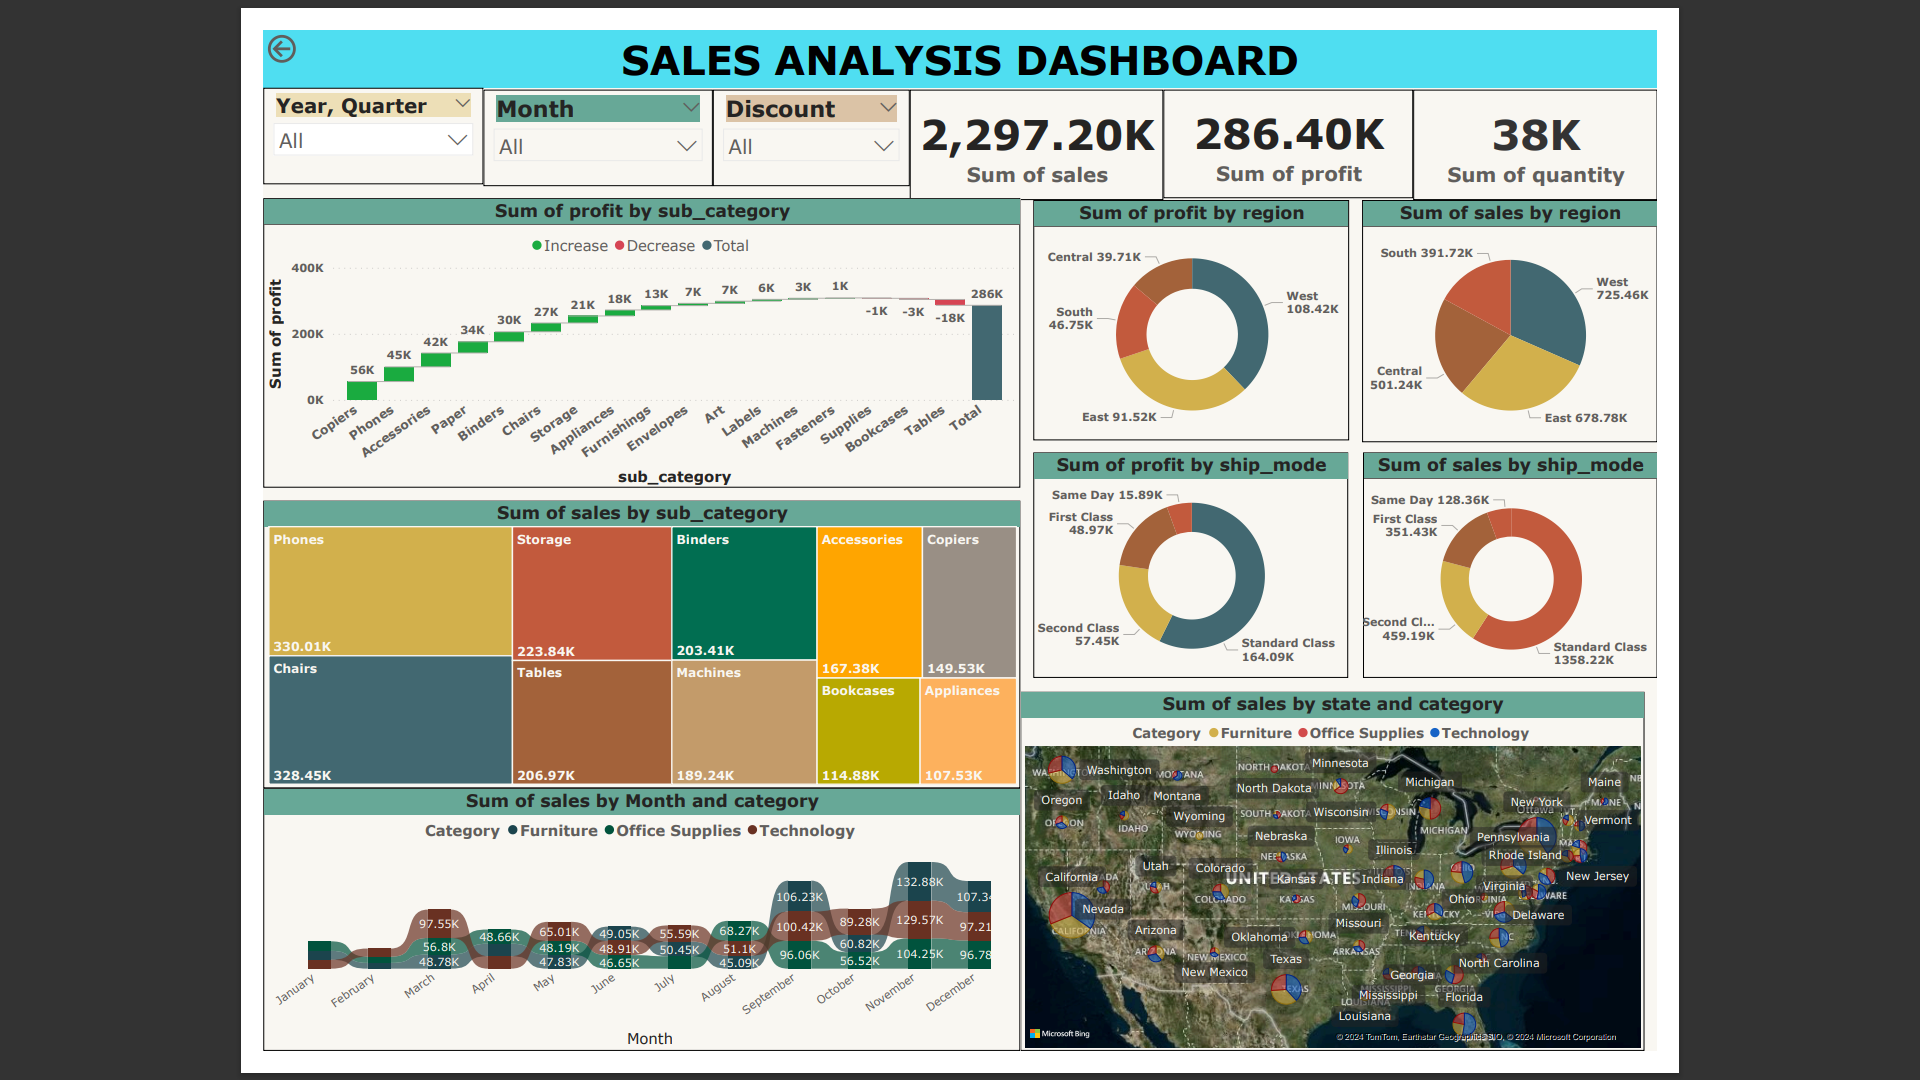 SALES ANALYSIS DASHBOARD
Year, Quarter
All
Month
All
Discount
All
2,297.20K
Sum of sales
286.40K
Sum of profit
38K
Sum of quantity
Sum of profit by sub_category
Increase Decrease Total
Sum of profit
400K
200K
0K
56K 45K 42K 34K 30K 27K 21K 18K 13K 7K 7K 6K 3K 1K -1K -3K -18K 286K
Copiers Phones Accessories Paper Binders Chairs Storage Appliances Furnishings Envelopes Art Labels Machines Fasteners Supplies Bookcases Tables Total
sub_category
Sum of profit by region
Central 39.71K
West
108.42K
South
46.75K
East 91.52K
Sum of sales by region
South 391.72K
West
725.46K
Central
501.24K
East 678.78K
Sum of profit by ship_mode
Same Day 15.89K
First Class
48.97K
Second Class
57.45K
Standard Class
164.09K
Sum of sales by ship_mode
Same Day 128.36K
First Class
351.43K
Second Cl...
459.19K
Standard Class
1358.22K
Sum of sales by sub_category
Phones
330.01K
Chairs
328.45K
Storage
223.84K
Tables
206.97K
Binders
203.41K
Machines
189.24K
Accessories
167.38K
Copiers
149.53K
Bookcases
114.88K
Appliances
107.53K
Sum of sales by Month and category
Category Furniture Office Supplies Technology
97.55K 56.8K 48.78K
48.66K
65.01K 48.19K 47.83K
49.05K 48.91K 46.65K
55.59K 50.45K
68.27K 51.1K 45.09K
106.23K 100.42K 96.06K
89.28K 60.82K 56.52K
132.88K 129.57K 104.25K
107.3 97.21 96.78
January February March April May June July August September October November December
Month
Sum of sales by state and category
Category Furniture Office Supplies Technology
Washington MONTANA NORTH DAKOTA Minnesota Michigan Maine
Oregon Idaho Montana North Dakota New York
IDAHO Wyoming SOUTH DAKOTA Wisconsin Ottawa Vermont
WYOMING Nebraska IOWA MICHIGAN Pennsylvania
Illinois Rhode Island
California Utah Colorado UNITED STATES Kansas Indiana Virginia New Jersey
Nevada COLORADO KANSAS MISSOURI Ohio Delaware
CALIFORNIA Arizona Oklahoma Missouri Kentucky
NEW MEXICO Texas ARKANSAS North Carolina
New Mexico Georgia
Mississippi Florida
Louisiana
Microsoft Bing
© 2024 TomTom, Earthstar Geographics SIO, © 2024 Microsoft Corporation